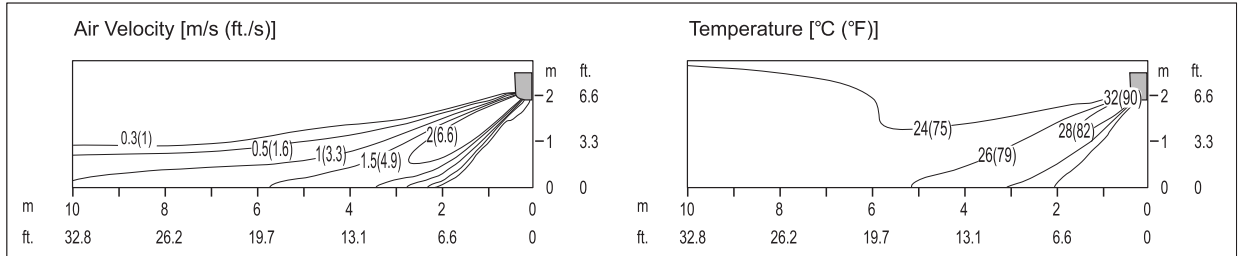 Air Velocity [m/s (ft./s)]
m ft.
2 6.6
1 3.3
0 0
0.3(1)
0.5(1.6)
1(3.3)
1.5(4.9)
2(6.6)
m 10 8 6 4 2 0
ft. 32.8 26.2 19.7 13.1 6.6 0
Temperature [°C (°F)]
m ft.
2 6.6
1 3.3
0 0
32(90)
28(82)
24(75)
26(79)
m 10 8 6 4 2 0
ft. 32.8 26.2 19.7 13.1 6.6 0